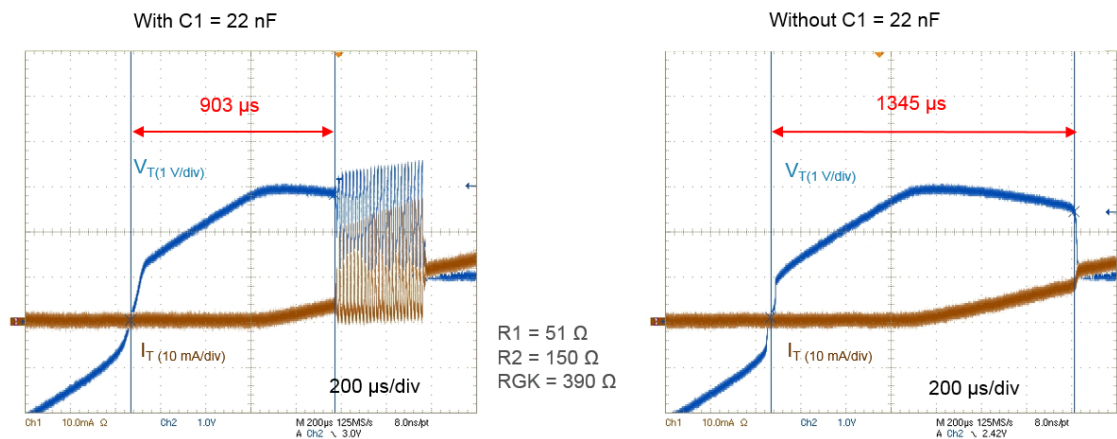 With C1 = 22 nF
Without C1 = 22 nF
903 µs
1345 µs
VT(1 V/div)
VT(1 V/div)
IT (10 mA/div)
IT (10 mA/div)
200 µs/div
200 µs/div
R1 = 51 Ω
R2 = 150 Ω
RGK = 390 Ω
Ch1 10.0mA Ω Ch2 1.0V M 200µs 125MS/s 8.0ns/pt
A Ch2 \ 3.0V
Ch1 10.0mA Ω Ch2 1.0V M 200µs 125MS/s 8.0ns/pt
A Ch2 \ 2.42V